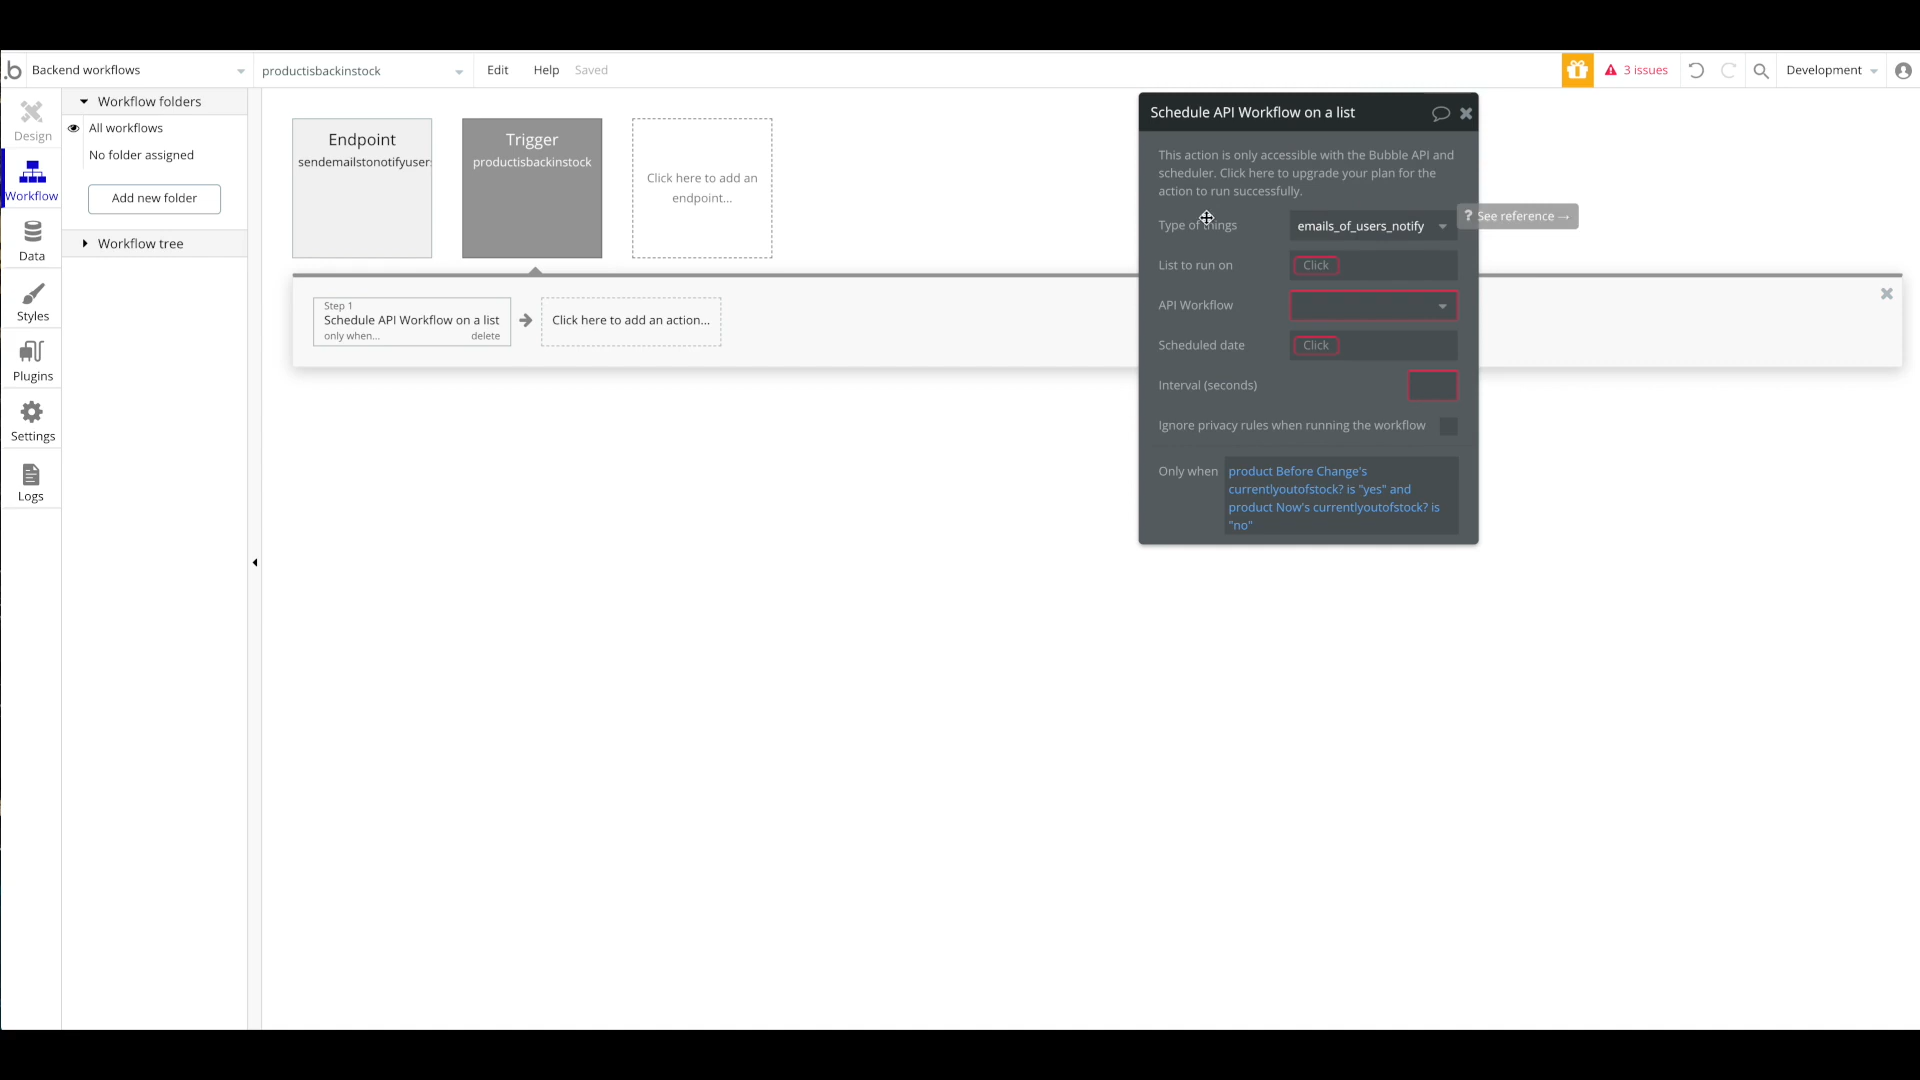 .b
Backend workflows
productisbackinstock
Edit
Help
Saved
3 issues
Development
Design
Workflow
Data
Styles
Plugins
Settings
Logs
Workflow folders
All workflows
No folder assigned
Add new folder
Workflow tree
Endpoint
sendemailstonotifyuser
Trigger
productisbackinstock
Click here to add an
endpoint...
Step 1
Schedule API Workflow on a list
only when...
delete
Click here to add an action...
Schedule API Workflow on a list
This action is only accessible with the Bubble API and
scheduler. Click here to upgrade your plan for the
action to run successfully.
Type of things
emails_of_users_notify
? See reference →
List to run on
Click
API Workflow
Scheduled date
Click
Interval (seconds)
Ignore privacy rules when running the workflow
Only when
product Before Change's
currentlyoutofstock? is "yes" and
product Now's currentlyoutofstock? is
"no"